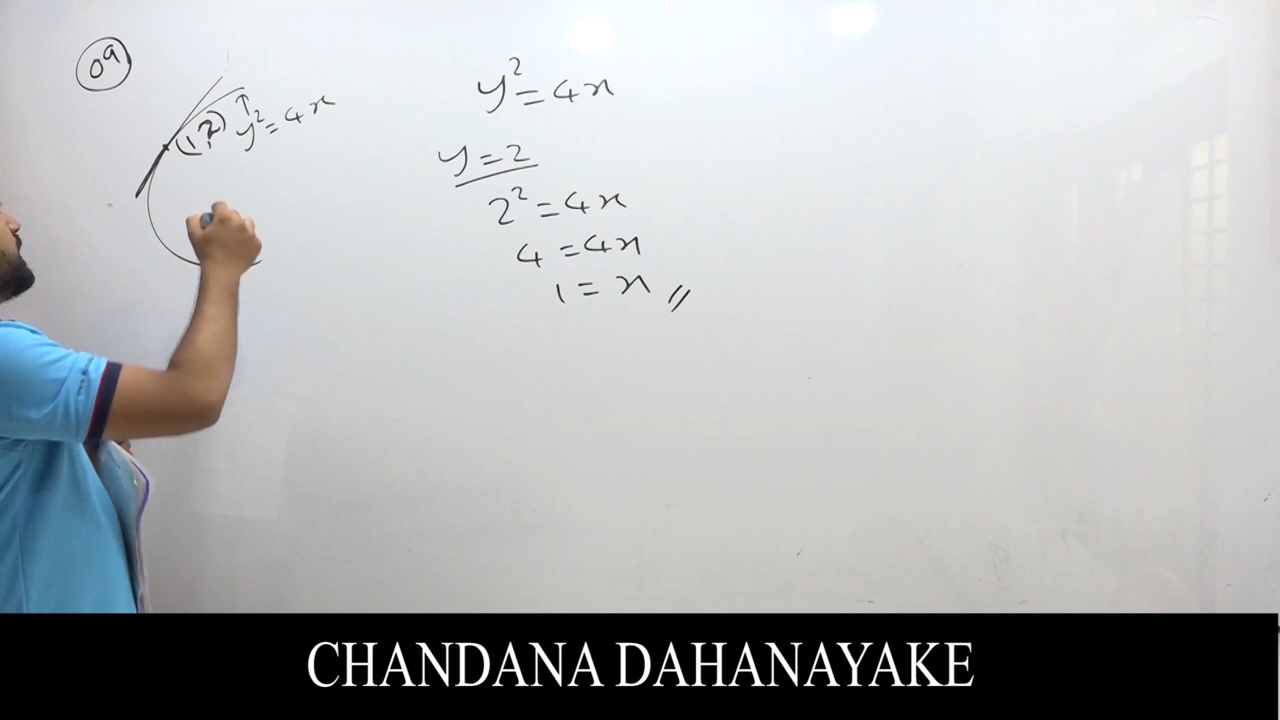 09
(1,2)
y²=4x
y²=4x
y=2
2²=4x
4=4x
1=x //
CHANDANA DAHANAYAKE